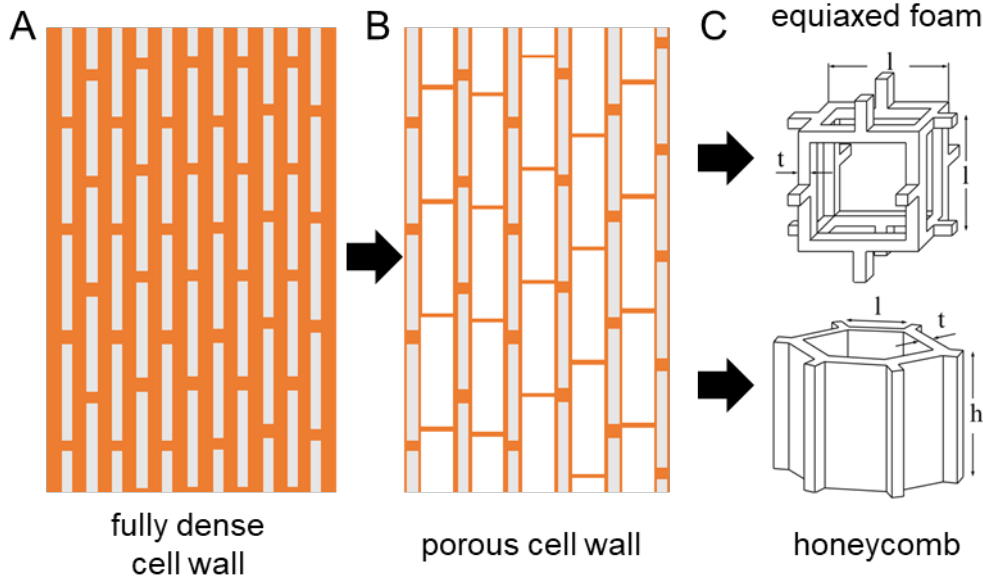 A
B
C
equiaxed foam
l
t
l
l
t
h
fully dense
cell wall
porous cell wall
honeycomb